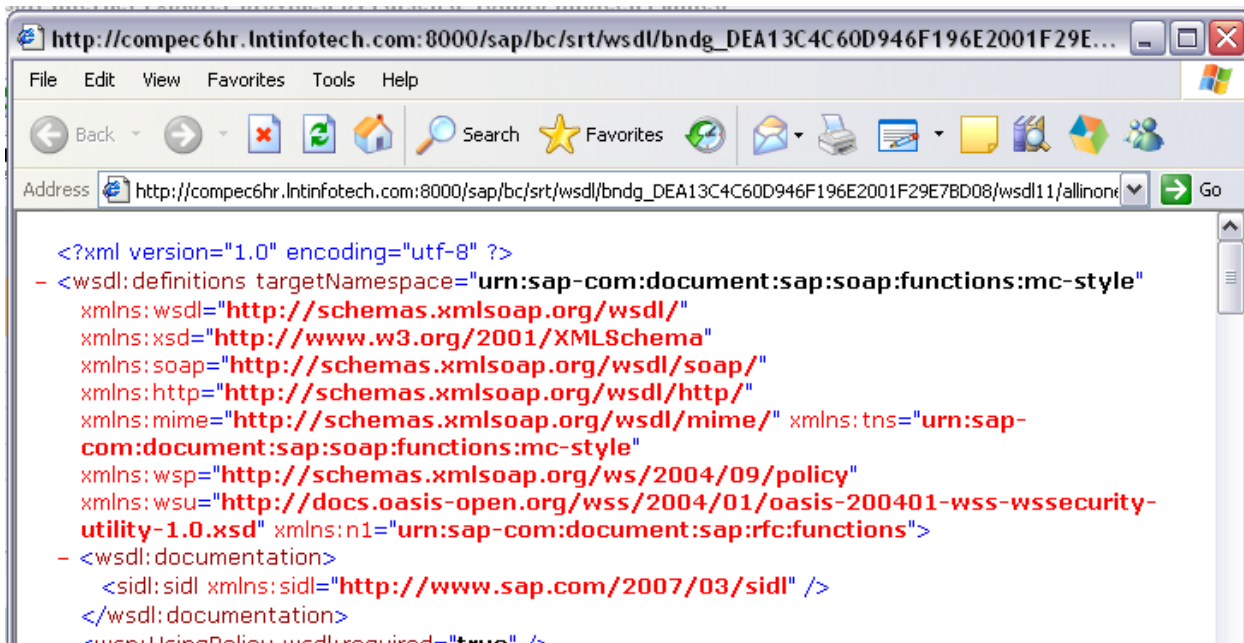 http://compec6hr.lntinfotech.com:8000/sap/bc/srt/wsdl/bndg_DEA13C4C60D946F196E2001F29E...
File Edit View Favorites Tools Help
Back Search Favorites
Address http://compec6hr.lntinfotech.com:8000/sap/bc/srt/wsdl/bndg_DEA13C4C60D946F196E2001F29E7BD08/wsdl11/allinone Go
<?xml version="1.0" encoding="utf-8" ?>
- <wsdl:definitions targetNamespace="urn:sap-com:document:sap:soap:functions:mc-style"
xmlns:wsdl="http://schemas.xmlsoap.org/wsdl/"
xmlns:xsd="http://www.w3.org/2001/XMLSchema"
xmlns:soap="http://schemas.xmlsoap.org/wsdl/soap/"
xmlns:http="http://schemas.xmlsoap.org/wsdl/http/"
xmlns:mime="http://schemas.xmlsoap.org/wsdl/mime/" xmlns:tns="urn:sap-
com:document:sap:soap:functions:mc-style"
xmlns:wsp="http://schemas.xmlsoap.org/ws/2004/09/policy"
xmlns:wsu="http://docs.oasis-open.org/wss/2004/01/oasis-200401-wss-wssecurity-
utility-1.0.xsd" xmlns:n1="urn:sap-com:document:sap:rfc:functions">
- <wsdl:documentation>
<sidl:sidl xmlns:sidl="http://www.sap.com/2007/03/sidl" />
</wsdl:documentation>
<wsp:UsingPolicy wsdl:required="true" />